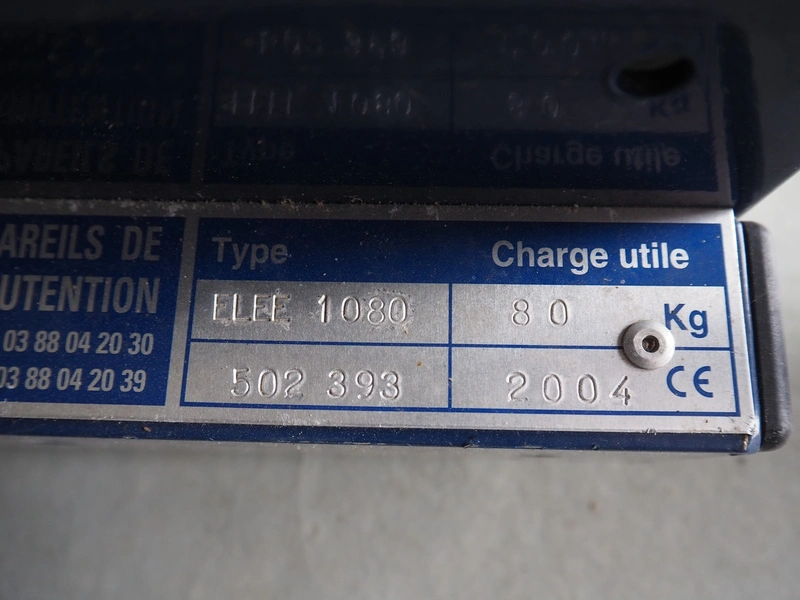 AREILS DE
UTENTION
03 88 04 20 30
03 88 04 20 39
Type
Charge utile
ELEE 1080
80 Kg
502 393
2004 CE